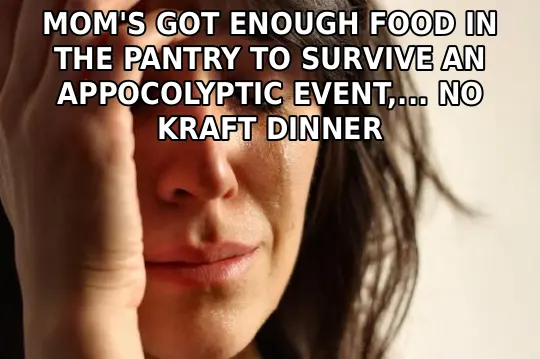 MOM'S GOT ENOUGH FOOD IN
THE PANTRY TO SURVIVE AN
APPOCOLYPTIC EVENT,... NO
KRAFT DINNER